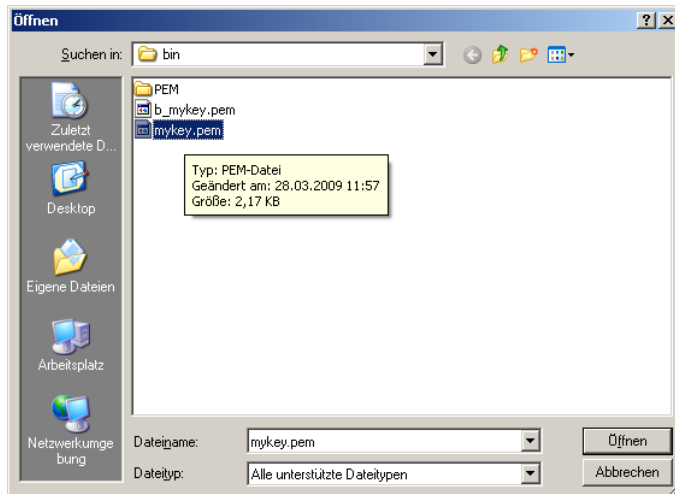 Öffnen
Suchen in:
bin
PEM
b_mykey.pem
mykey.pem
Typ: PEM-Datei
Geändert am: 28.03.2009 11:57
Größe: 2,17 KB
Zuletzt
verwendete D...
Desktop
Eigene Dateien
Arbeitsplatz
Netzwerkumge
bung
Dateiname:
mykey.pem
Öffnen
Dateityp:
Alle unterstützte Dateitypen
Abbrechen